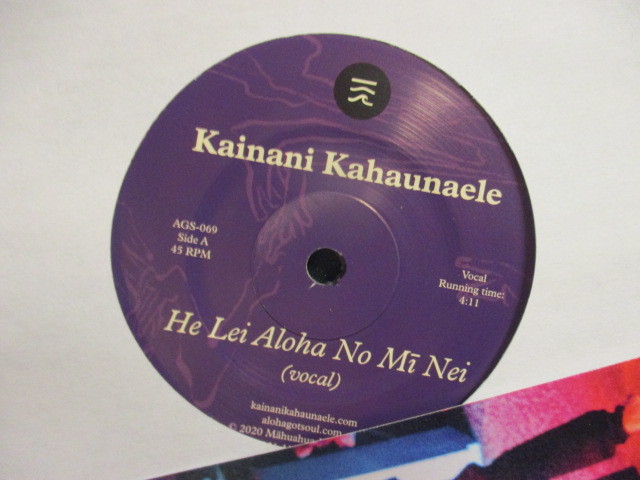 Kainani Kahaunaele
AGS-069
Side A
45 RPM
Vocal
Running time:
4:11
He Lei Aloha No Mī Nei
(vocal)
kainanikahaunaele.com
alohagotsoul.com
© 2020 Māhuahua